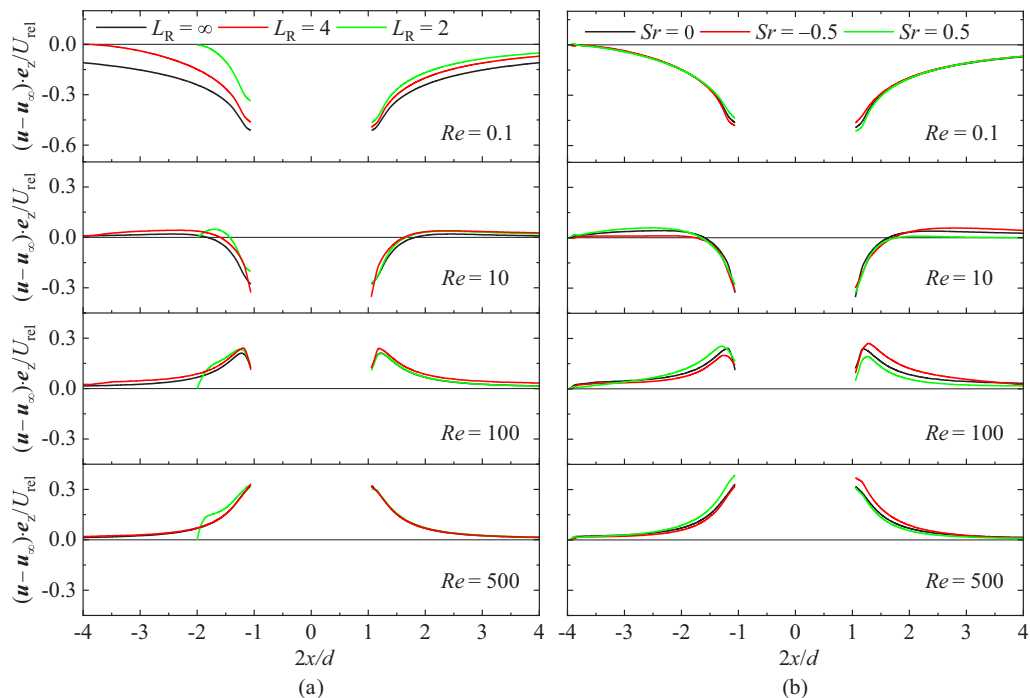 L_R = ∞ L_R = 4 L_R = 2
Sr = 0 Sr = −0.5 Sr = 0.5
(u − u_∞)·e_z/U_rel
0.0
-0.3
-0.6
Re = 0.1
(u − u_∞)·e_z/U_rel
0.3
0.0
-0.3
Re = 10
(u − u_∞)·e_z/U_rel
0.3
0.0
-0.3
Re = 100
(u − u_∞)·e_z/U_rel
0.3
0.0
-0.3
Re = 500
-4 -3 -2 -1 0 1 2 3 4
2x/d
(a)
Re = 0.1
Re = 10
Re = 100
Re = 500
-4 -3 -2 -1 0 1 2 3 4
2x/d
(b)